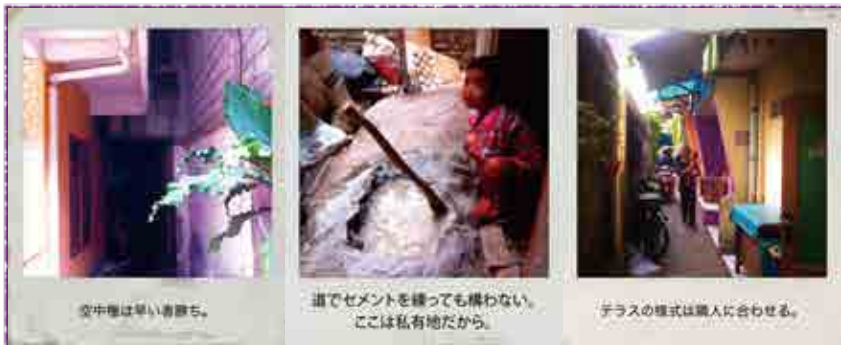 空中権は早い者勝ち。
道でセメントを練っても構わない。
ここは私有地だから。
テラスの様式は隣人に合わせる。